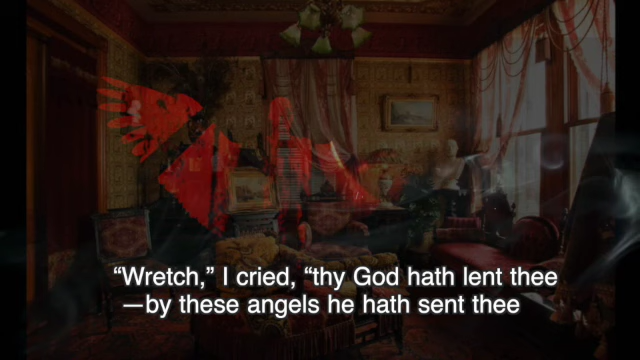 “Wretch,” I cried, “thy God hath lent thee
—by these angels he hath sent thee